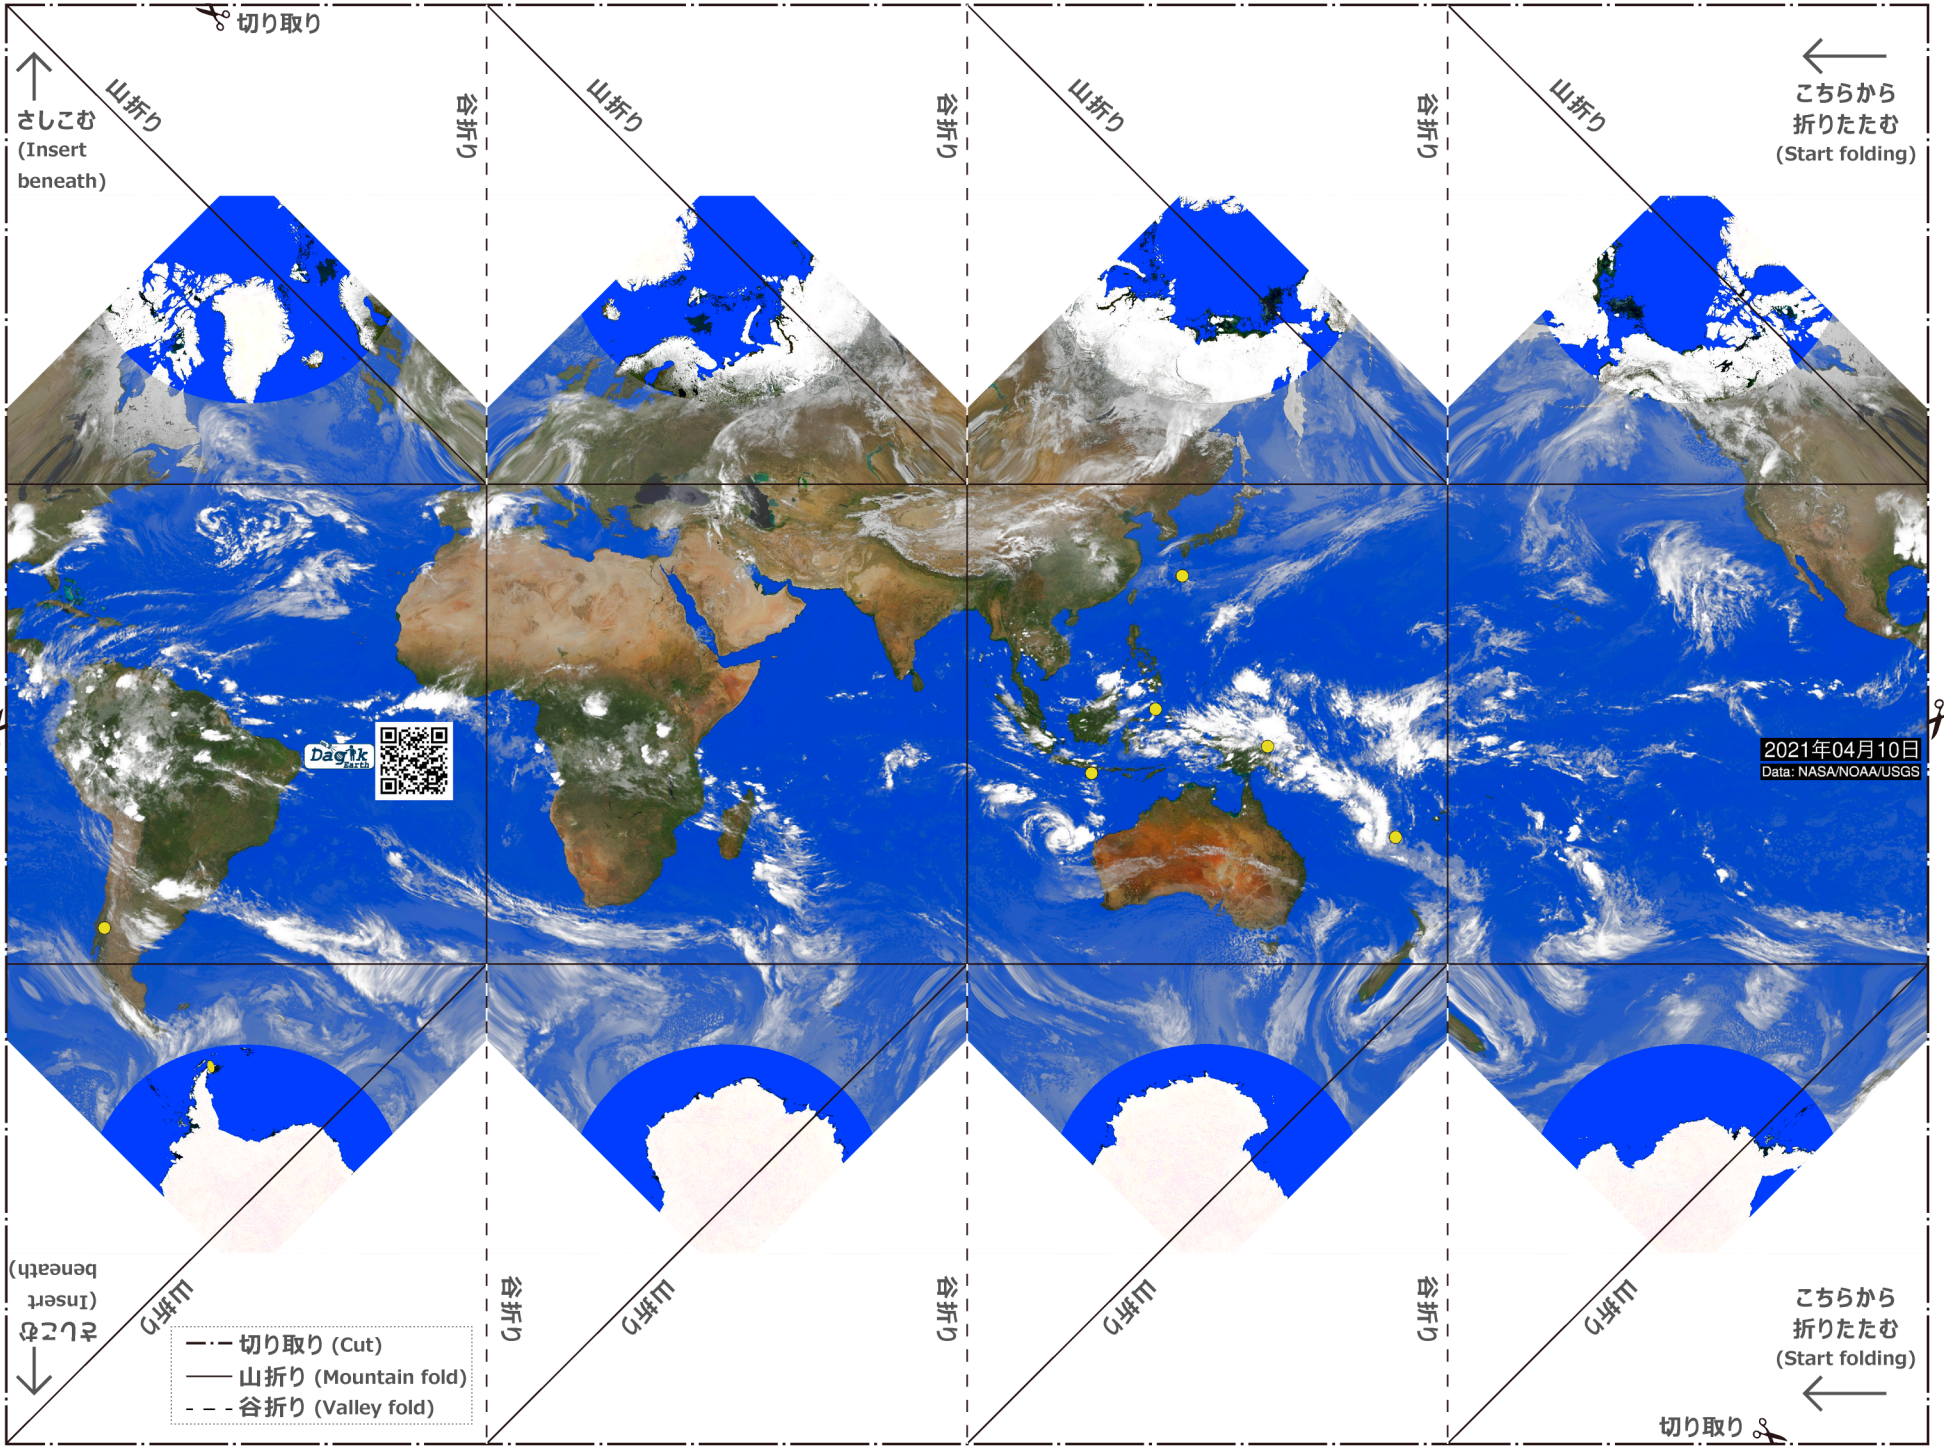 切り取り
山折り
谷折り
山折り
谷折り
山折り
谷折り
山折り
さしこむ
(Insert
beneath)
こちらから
折りたたむ
(Start folding)
Dagik
Earth
2021年04月10日
Data: NASA/NOAA/USGS
さしこむ
(Insert
beneath)
山折り
谷折り
山折り
谷折り
山折り
谷折り
山折り
切り取り (Cut)
山折り (Mountain fold)
谷折り (Valley fold)
こちらから
折りたたむ
(Start folding)
切り取り